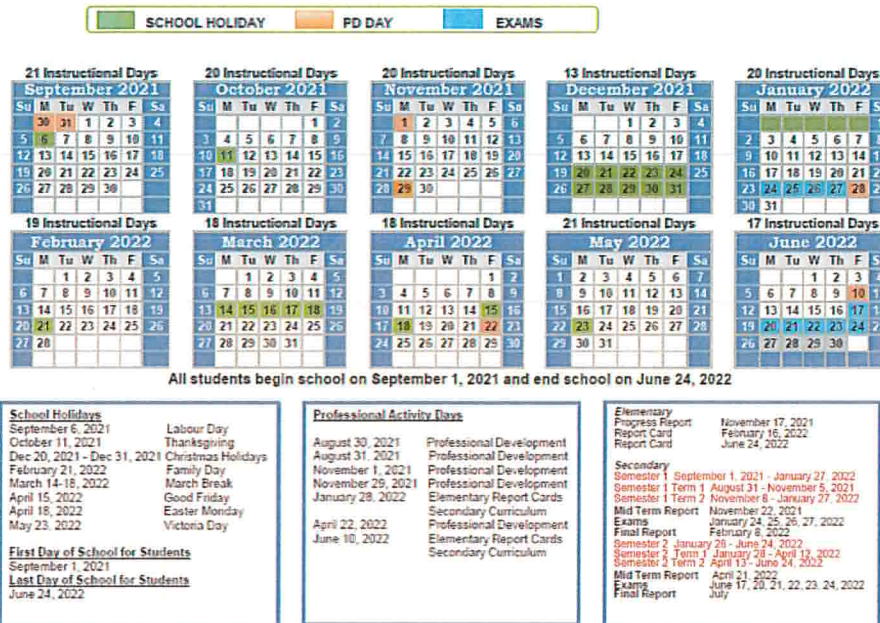 SCHOOL HOLIDAY PD DAY EXAMS
21 Instructional Days 20 Instructional Days 20 Instructional Days 13 Instructional Days 20 Instructional Days
September 2021 October 2021 November 2021 December 2021 January 2022
Su M Tu W Th F Sa Su M Tu W Th F Sa Su M Tu W Th F Sa Su M Tu W Th F Sa Su M Tu W Th F
30 31 1 2 3 4 1 2 1 2 3 4 5 6 1 2 3 4
5 6 7 8 9 10 11 3 4 5 6 7 8 9 7 8 9 10 11 12 13 5 6 7 8 9 10 11 2 3 4 5 6 7
12 13 14 15 16 17 18 10 11 12 13 14 15 16 14 15 16 17 18 19 20 12 13 14 15 16 17 18 9 10 11 12 13 14
19 20 21 22 23 24 25 17 18 19 20 21 22 23 21 22 23 24 25 26 27 19 20 21 22 23 24 25 16 17 18 19 20 21
26 27 28 29 30 24 25 26 27 28 29 30 28 29 30 26 27 28 29 30 31 23 24 25 26 27 28
31 30 31
19 Instructional Days 18 Instructional Days 18 Instructional Days 21 Instructional Days 17 Instructional Days
February 2022 March 2022 April 2022 May 2022 June 2022
Su M Tu W Th F Sa Su M Tu W Th F Sa Su M Tu W Th F Sa Su M Tu W Th F Sa Su M Tu W Th F
1 2 3 4 5 1 2 3 4 5 1 2 1 2 3 4 5 6 7 1 2 3
6 7 8 9 10 11 12 6 7 8 9 10 11 12 3 4 5 6 7 8 9 8 9 10 11 12 13 14 5 6 7 8 9 10
13 14 15 16 17 18 19 13 14 15 16 17 18 19 10 11 12 13 14 15 16 15 16 17 18 19 20 21 12 13 14 15 16 17
20 21 22 23 24 25 26 20 21 22 23 24 25 26 17 18 19 20 21 22 23 22 23 24 25 26 27 28 19 20 21 22 23 24
27 28 27 28 29 30 31 24 25 26 27 28 29 30 29 30 31 26 27 28 29 30
All students begin school on September 1, 2021 and end school on June 24, 2022
School Holidays
September 6, 2021 Labour Day
October 11, 2021 Thanksgiving
Dec 20, 2021 - Dec 31, 2021 Christmas Holidays
February 21, 2022 Family Day
March 14-18, 2022 March Break
April 15, 2022 Good Friday
April 18, 2022 Easter Monday
May 23, 2022 Victoria Day
First Day of School for Students
September 1, 2021
Last Day of School for Students
June 24, 2022
Professional Activity Days
August 30, 2021 Professional Development
August 31, 2021 Professional Development
November 1, 2021 Professional Development
November 29, 2021 Professional Development
January 28, 2022 Elementary Report Cards
Secondary Curriculum
April 22, 2022 Professional Development
June 10, 2022 Elementary Report Cards
Secondary Curriculum
Elementary
Progress Report November 17, 2021
Report Card February 16, 2022
Report Card June 24, 2022
Secondary
Semester 1 September 1, 2021 - January 27, 2022
Semester 1 Term 1 August 31 - November 5, 2021
Semester 1 Term 2 November 8 - January 27, 2022
Mid Term Report November 22, 2021
Exams January 24, 25, 26, 27, 2022
Final Report February 8, 2022
Semester 2 January 28 - June 24, 2022
Semester 2 Term 1 January 28 - April 12, 2022
Semester 2 Term 2 April 13 - June 24, 2022
Mid Term Report April 21, 2022
Exams June 17, 20, 21, 22, 23, 24, 2022
Final Report July